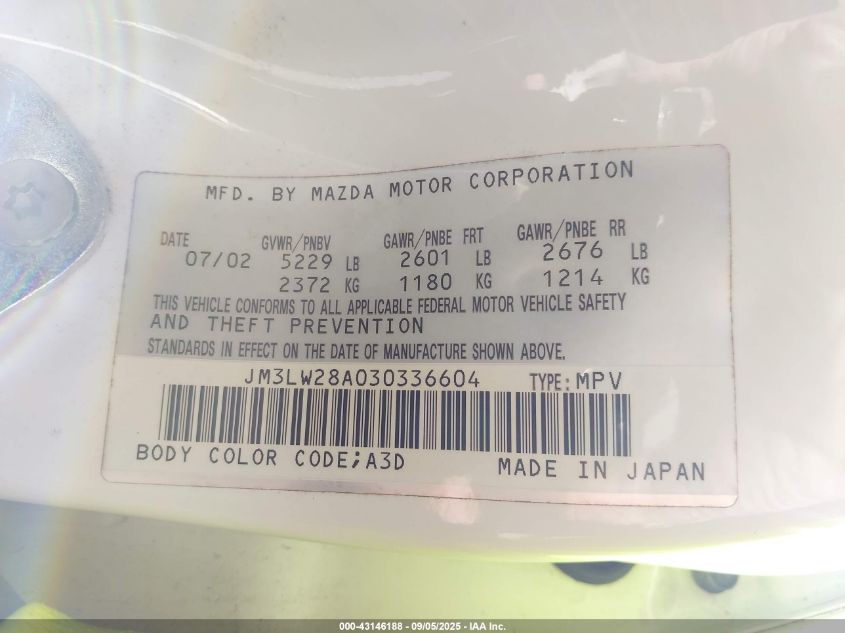 MFD. BY MAZDA MOTOR CORPORATION
DATE GVWR/PNBV GAWR/PNBE FRT GAWR/PNBE RR
07/02 5229 LB 2601 LB 2676 LB
2372 KG 1180 KG 1214 KG
THIS VEHICLE CONFORMS TO ALL APPLICABLE FEDERAL MOTOR VEHICLE SAFETY
AND THEFT PREVENTION
STANDARDS IN EFFECT ON THE DATE OF MANUFACTURE SHOWN ABOVE.
JM3LW28A030336604 TYPE:MPV
BODY COLOR CODE;A3D MADE IN JAPAN
000-43146188 - 09/05/2025 - IAA Inc.